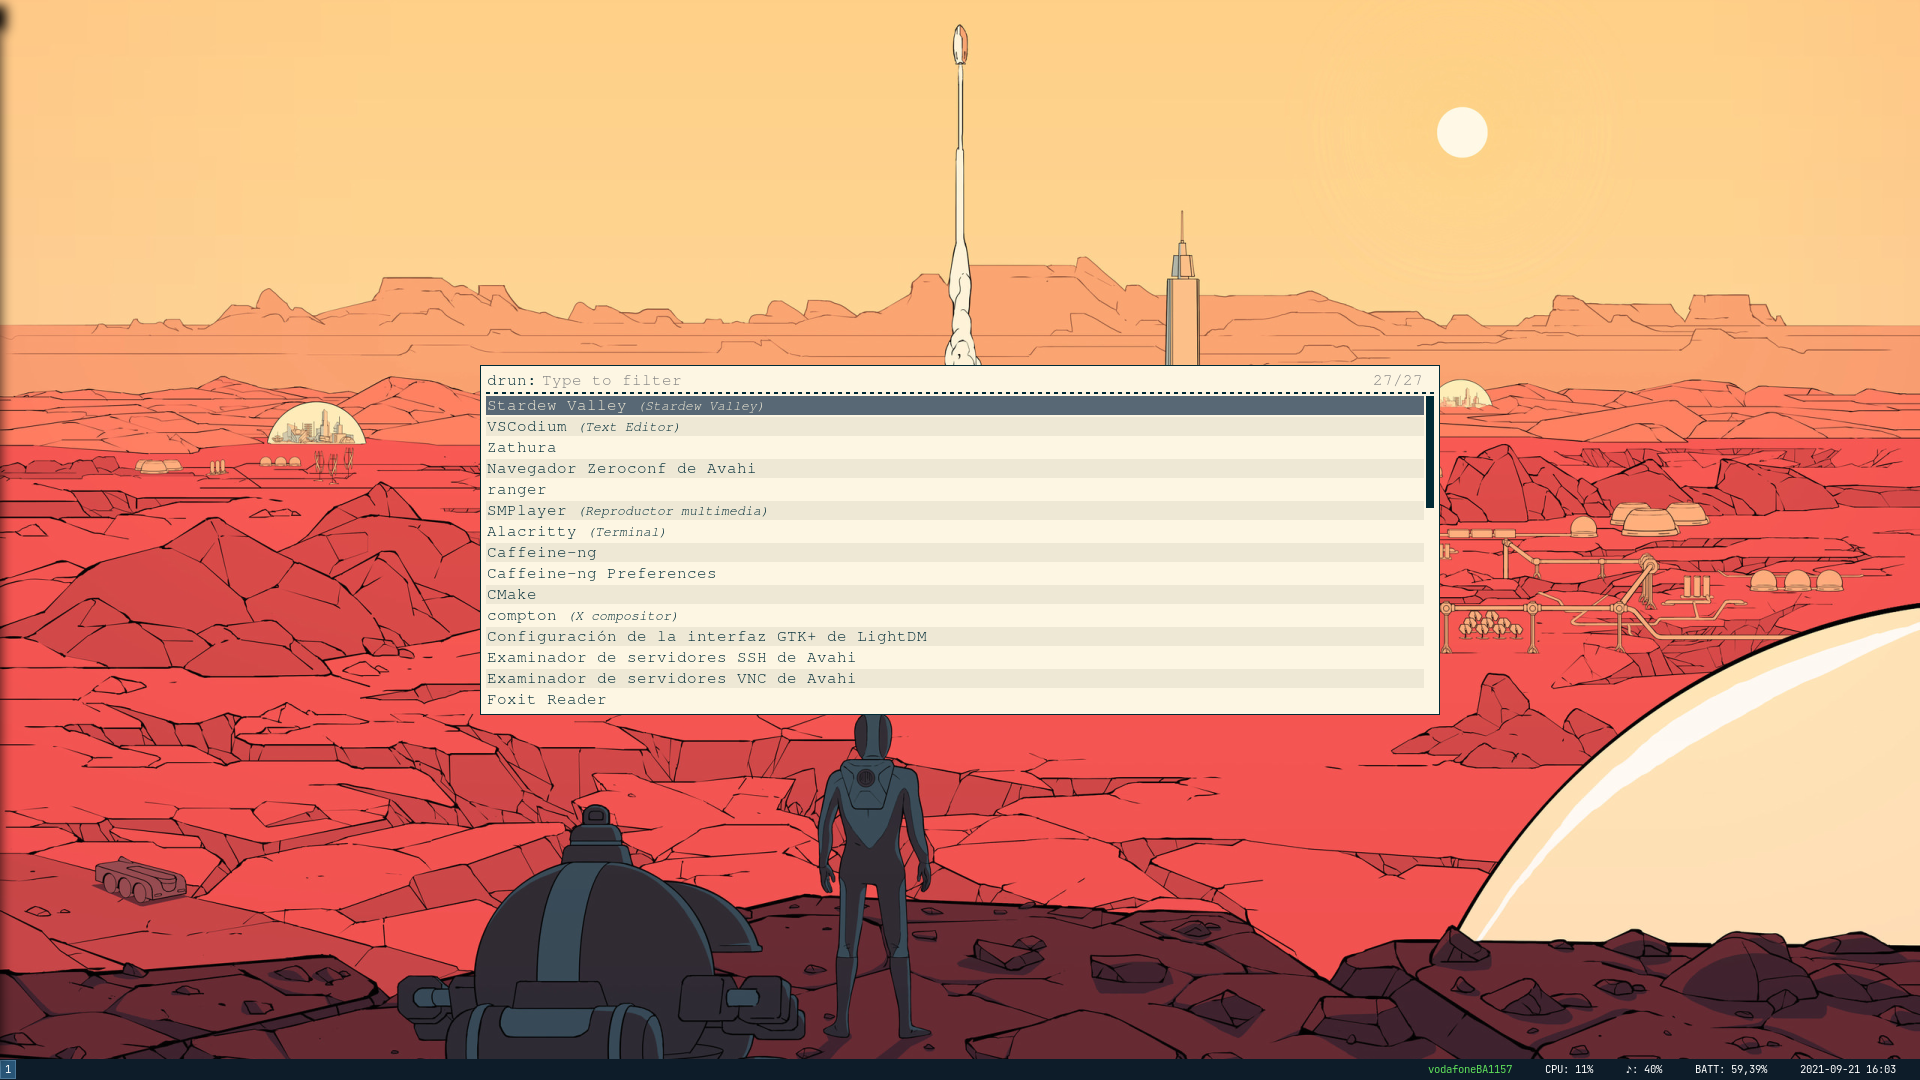 drun: Type to filter 27/27
Stardew Valley (Stardew Valley)
VSCodium (Text Editor)
Zathura
Navegador Zeroconf de Avahi
ranger
SMPlayer (Reproductor multimedia)
Alacritty (Terminal)
Caffeine-ng
Caffeine-ng Preferences
CMake
compton (X compositor)
Configuración de la interfaz GTK+ de LightDM
Examinador de servidores SSH de Avahi
Examinador de servidores VNC de Avahi
Foxit Reader
1 vodafoneBA1157 CPU: 11% ♪: 40% BATT: 59,39% 2021-09-21 16:03